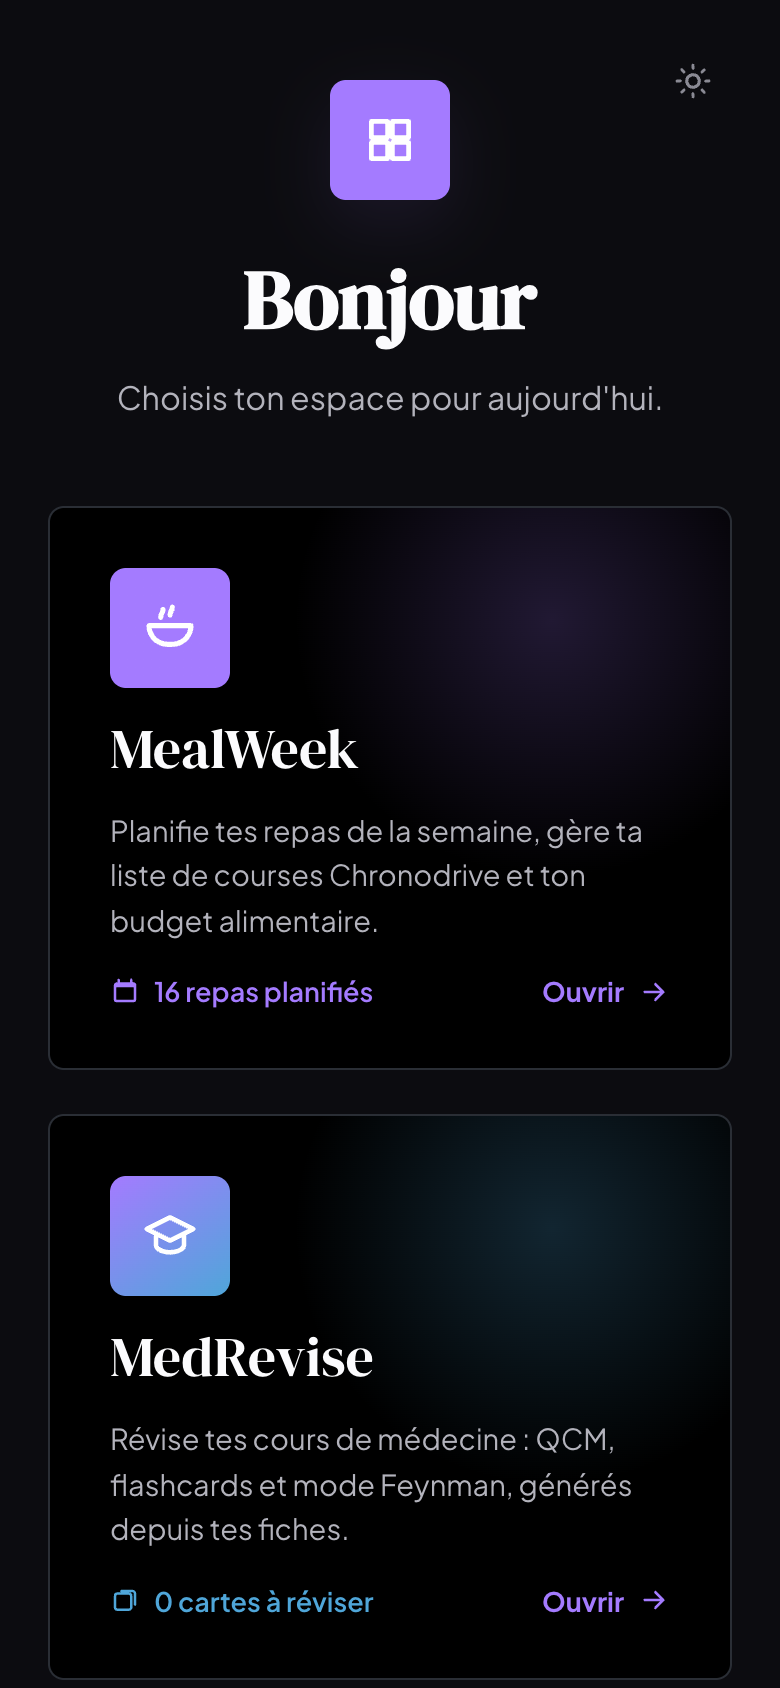 Bonjour
Choisis ton espace pour aujourd'hui.
MealWeek
Planifie tes repas de la semaine, gère ta
liste de courses Chronodrive et ton
budget alimentaire.
16 repas planifiés
Ouvrir
MedRevise
Révise tes cours de médecine : QCM,
flashcards et mode Feynman, générés
depuis tes fiches.
0 cartes à réviser
Ouvrir